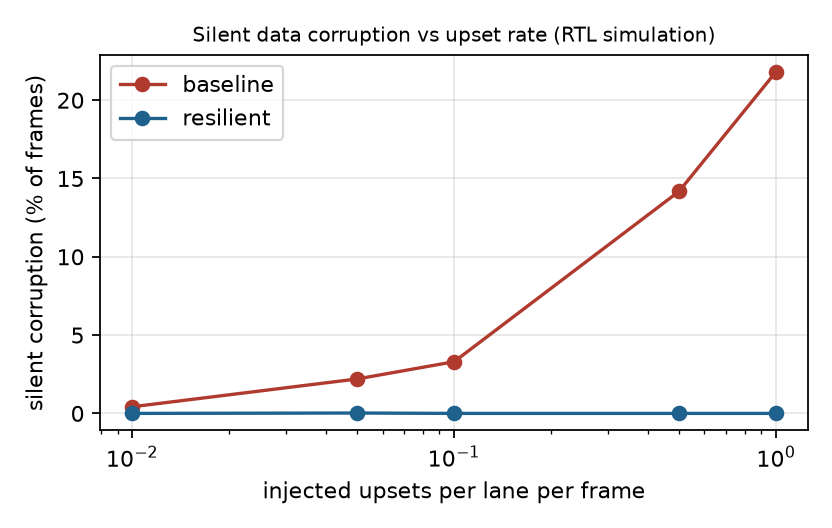 Silent data corruption vs upset rate (RTL simulation)
baseline
resilient
silent corruption (% of frames)
20
15
10
5
0
10⁻² 10⁻¹ 10⁰
injected upsets per lane per frame